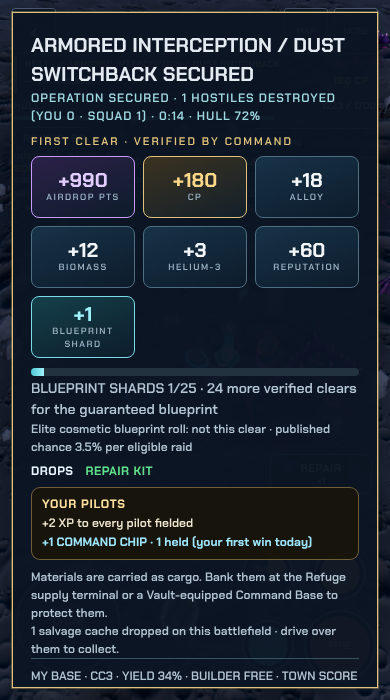 ARMORED INTERCEPTION / DUST
SWITCHBACK SECURED
OPERATION SECURED · 1 HOSTILES DESTROYED
(YOU 0 · SQUAD 1) · 0:14 · HULL 72%
FIRST CLEAR · VERIFIED BY COMMAND
+990
AIRDROP PTS
+180
CP
+18
ALLOY
+12
BIOMASS
+3
HELIUM-3
+60
REPUTATION
+1
BLUEPRINT
SHARD
BLUEPRINT SHARDS 1/25 · 24 more verified clears
for the guaranteed blueprint
Elite cosmetic blueprint roll: not this clear · published
chance 3.5% per eligible raid
DROPS REPAIR KIT
YOUR PILOTS
+2 XP to every pilot fielded
+1 COMMAND CHIP · 1 held (your first win today)
Materials are carried as cargo. Bank them at the Refuge
supply terminal or a Vault-equipped Command Base to
protect them.
1 salvage cache dropped on this battlefield · drive over
them to collect.
MY BASE · CC3 · YIELD 34% · BUILDER FREE · TOWN SCORE